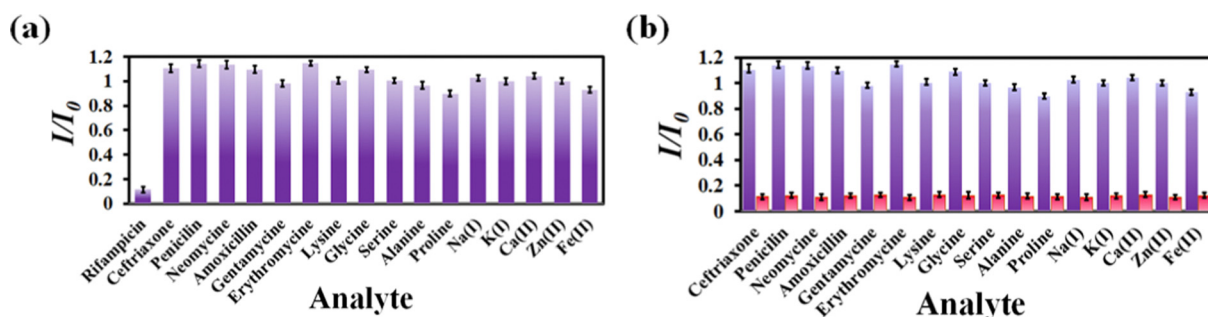 (a)
1.2
1
0.8
0.6
0.4
0.2
0
I/I0
Rifampicin
Ceftriaxone
Penicilin
Neomycine
Amoxicillin
Gentamycine
Erythromycine
Lysine
Glycine
Serine
Alanine
Proline
Na(I)
K(I)
Ca(II)
Zn(II)
Fe(II)
Analyte
(b)
1.2
1
0.8
0.6
0.4
0.2
0
I/I0
Ceftriaxone
Penicilin
Neomycine
Amoxicillin
Gentamycine
Erythromycine
Lysine
Glycine
Serine
Alanine
Proline
Na(I)
K(I)
Ca(II)
Zn(II)
Fe(II)
Analyte